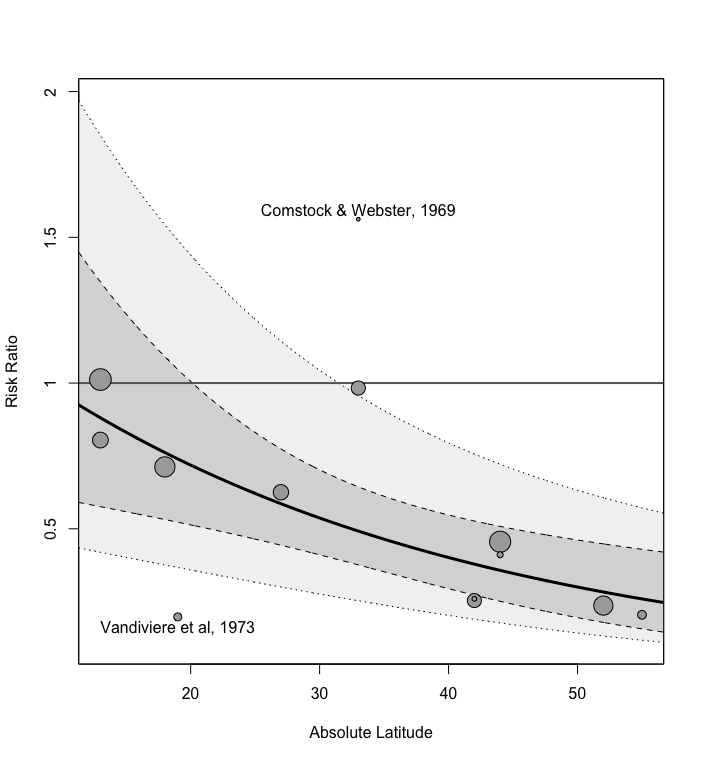 2
1.5
1
0.5
Risk Ratio
Comstock & Webster, 1969
Vandiviere et al, 1973
20 30 40 50
Absolute Latitude